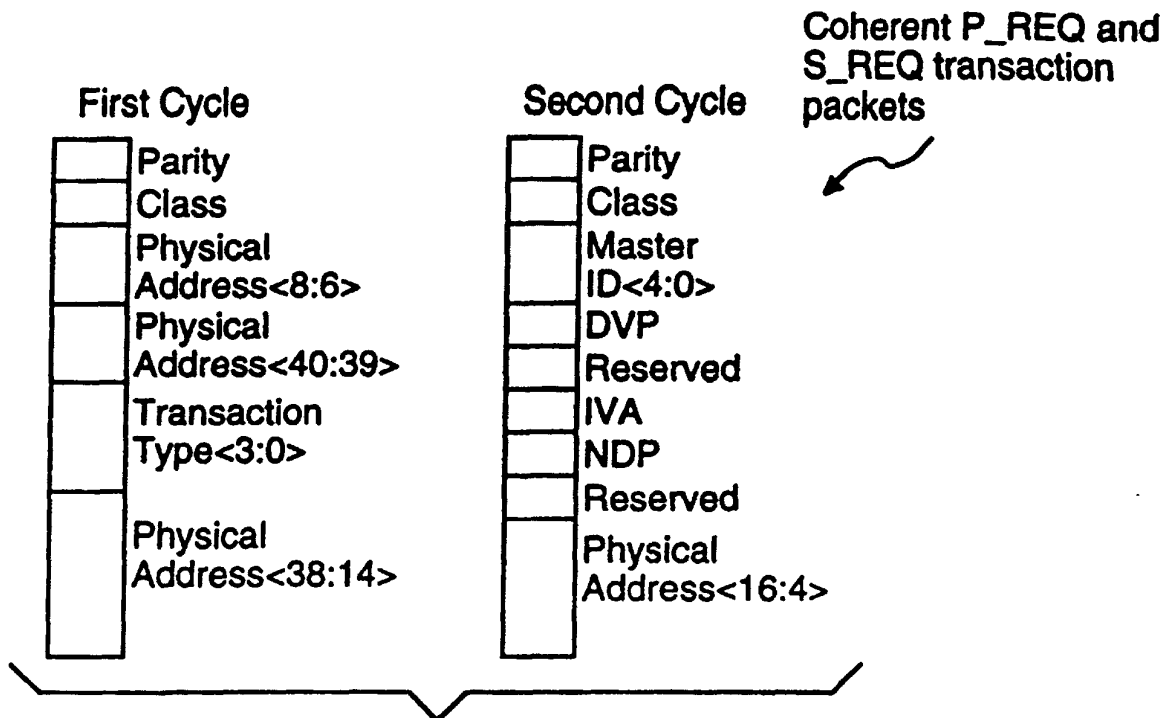 Coherent P_REQ and
S_REQ transaction
packets
First Cycle
Parity
Class
Physical
Address<8:6>
Physical
Address<40:39>
Transaction
Type<3:0>
Physical
Address<38:14>
Second Cycle
Parity
Class
Master
ID<4:0>
DVP
Reserved
IVA
NDP
Reserved
Physical
Address<16:4>